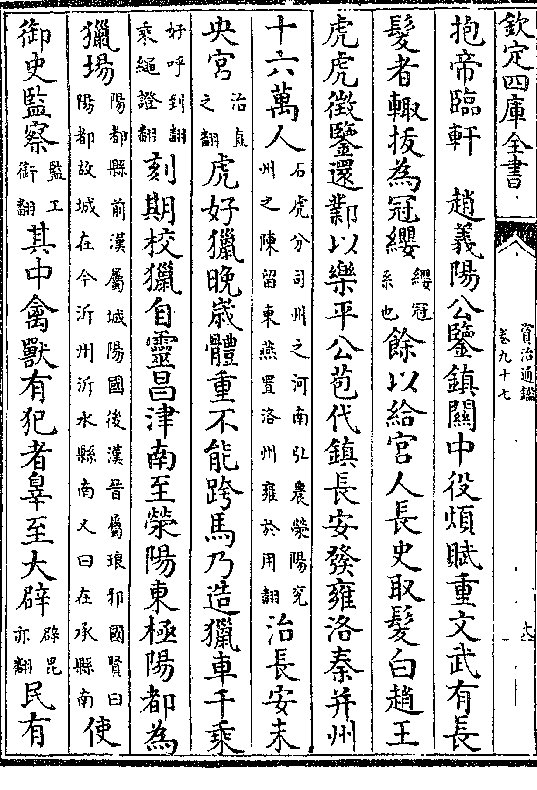 欽定四庫全書
資治通鑑
卷九十七
抱帝臨軒　趙義陽公鑒鎮關中役煩賦重文武有長
髮者輙拔為冠纓纓冠系也餘以給宮人長史取髮白趙王
虎虎徵鑒還鄴以樂平公苞代鎮長安發雍洛秦并州
十六萬人石虎分司州之河南弘農滎陽兖州之陳留東燕置洛州雍於用翻治長安未
央宮治直之翻虎好獵晚歲體重不能跨馬乃造獵車千乘
好呼到翻乘繩證翻刻期校獵自靈昌津南至滎陽東極陽都為
獵塲陽都縣前漢屬城陽國後漢晉屬琅邪國賢曰陽都故城在今沂州沂水縣南又曰在承縣南使
御史監察監工銜翻其中禽獸有犯者辠至大辟辟毘亦翻民有